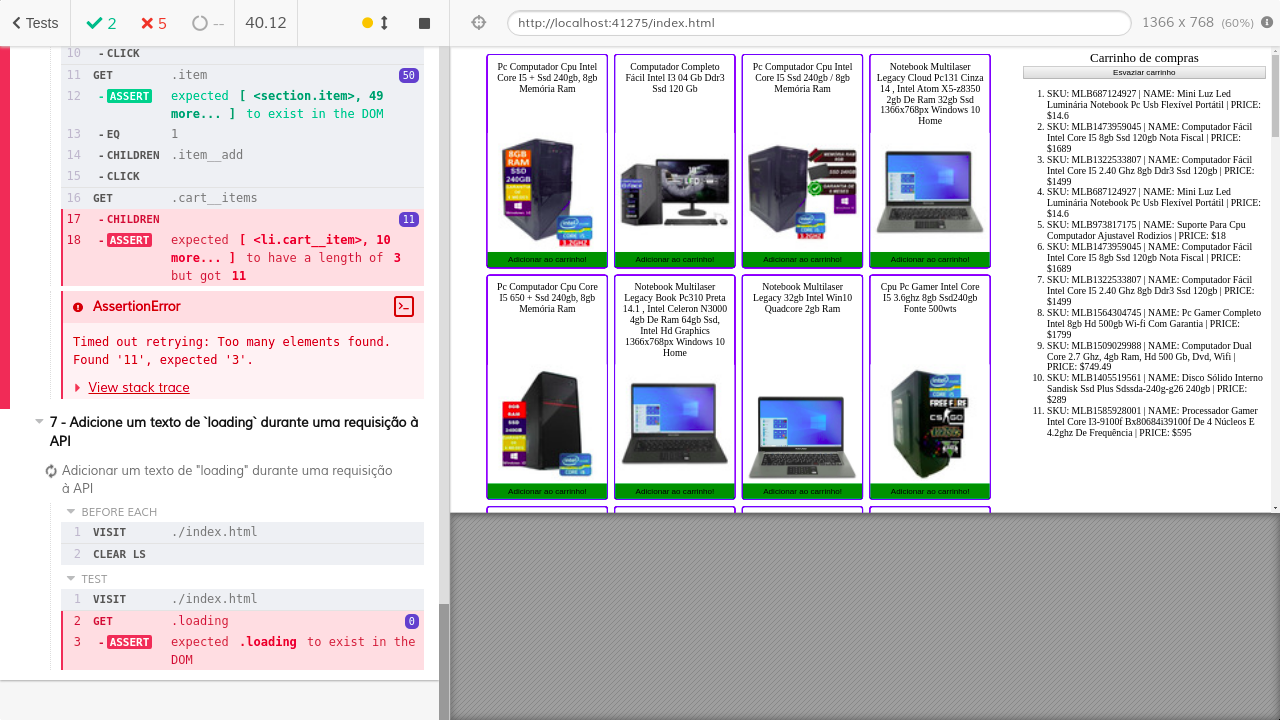 Tests
2
5
--
40.12
http://localhost:41275/index.html
1366 x 768 (60%)
10 - CLICK
11 GET .item 50
12 - ASSERT expected [ <section.item>, 49
more... ] to exist in the DOM
13 - EQ 1
14 - CHILDREN .item__add
15 - CLICK
16 GET .cart__items
17 - CHILDREN 11
18 - ASSERT expected [ <li.cart__item>, 10
more... ] to have a length of 3
but got 11
AssertionError
Timed out retrying: Too many elements found.
Found '11', expected '3'.
View stack trace
7 - Adicione um texto de `loading` durante uma requisição à
API
Adicionar um texto de "loading" durante uma requisição
à API
BEFORE EACH
1 VISIT ./index.html
2 CLEAR LS
TEST
1 VISIT ./index.html
2 GET .loading 0
3 - ASSERT expected .loading to exist in the
DOM
Pc Computador Cpu Intel
Core I5 + Ssd 240gb, 8gb
Memória Ram
Adicionar ao carrinho!
Computador Completo
Fácil Intel I3 04 Gb Ddr3
Ssd 120 Gb
Adicionar ao carrinho!
Pc Computador Cpu Intel
Core I5 Ssd 240gb / 8gb
Memória Ram
Adicionar ao carrinho!
Notebook Multilaser
Legacy Cloud Pc131 Cinza
14 , Intel Atom X5-z8350
2gb De Ram 32gb Ssd
1366x768px Windows 10
Home
Adicionar ao carrinho!
Pc Computador Cpu Core
I5 650 + Ssd 240gb, 8gb
Memória Ram
Adicionar ao carrinho!
Notebook Multilaser
Legacy Book Pc310 Preta
14.1 , Intel Celeron N3000
4gb De Ram 64gb Ssd,
Intel Hd Graphics
1366x768px Windows 10
Home
Adicionar ao carrinho!
Notebook Multilaser
Legacy 32gb Intel Win10
Quadcore 2gb Ram
Adicionar ao carrinho!
Cpu Pc Gamer Intel Core
I5 3.6ghz 8gb Ssd240gb
Fonte 500wts
Adicionar ao carrinho!
Carrinho de compras
Esvaziar carrinho
1. SKU: MLB687124927 | NAME: Mini Luz Led
Luminária Notebook Pc Usb Flexível Portátil | PRICE:
$14.6
2. SKU: MLB1473959045 | NAME: Computador Fácil
Intel Core I5 8gb Ssd 120gb Nota Fiscal | PRICE:
$1689
3. SKU: MLB1322533807 | NAME: Computador Fácil
Intel Core I5 2.40 Ghz 8gb Ddr3 Ssd 120gb | PRICE:
$1499
4. SKU: MLB687124927 | NAME: Mini Luz Led
Luminária Notebook Pc Usb Flexível Portátil | PRICE:
$14.6
5. SKU: MLB973817175 | NAME: Suporte Para Cpu
Computador Ajustavel Rodizios | PRICE: $18
6. SKU: MLB1473959045 | NAME: Computador Fácil
Intel Core I5 8gb Ssd 120gb Nota Fiscal | PRICE:
$1689
7. SKU: MLB1322533807 | NAME: Computador Fácil
Intel Core I5 2.40 Ghz 8gb Ddr3 Ssd 120gb | PRICE:
$1499
8. SKU: MLB1564304745 | NAME: Pc Gamer Completo
Intel 8gb Hd 500gb Wi-fi Com Garantia | PRICE:
$1799
9. SKU: MLB1509029988 | NAME: Computador Dual
Core 2.7 Ghz, 4gb Ram, Hd 500 Gb, Dvd, Wifi |
PRICE: $749.49
10. SKU: MLB1405519561 | NAME: Disco Sólido Interno
Sandisk Ssd Plus Sdssda-240g-g26 240gb | PRICE:
$289
11. SKU: MLB1585928001 | NAME: Processador Gamer
Intel Core I3-9100f Bx80684i39100f De 4 Núcleos E
4.2ghz De Frequência | PRICE: $595